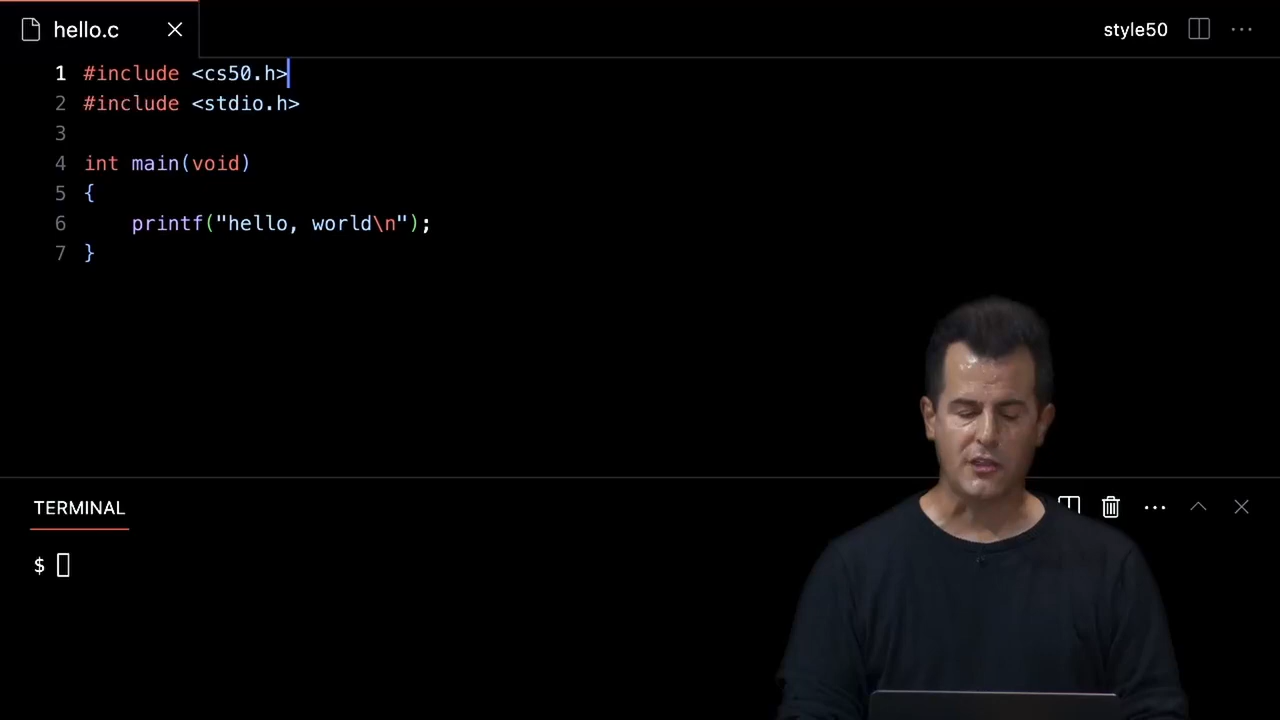 hello.c
style50
1 #include <cs50.h>
2 #include <stdio.h>
3
4 int main(void)
5 {
6     printf("hello, world\n");
7 }
TERMINAL
$